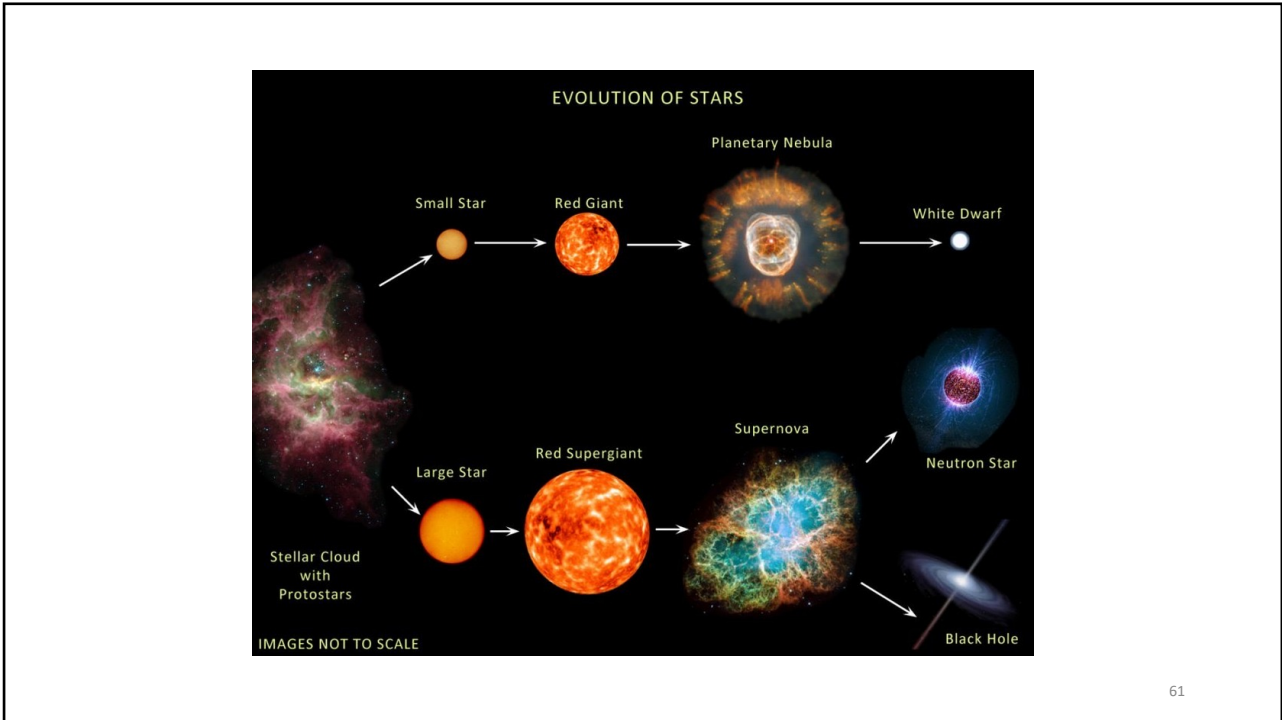 EVOLUTION OF STARS
Planetary Nebula
Small Star
Red Giant
White Dwarf
Supernova
Red Supergiant
Large Star
Neutron Star
Stellar Cloud
with
Protostars
Black Hole
IMAGES NOT TO SCALE
61